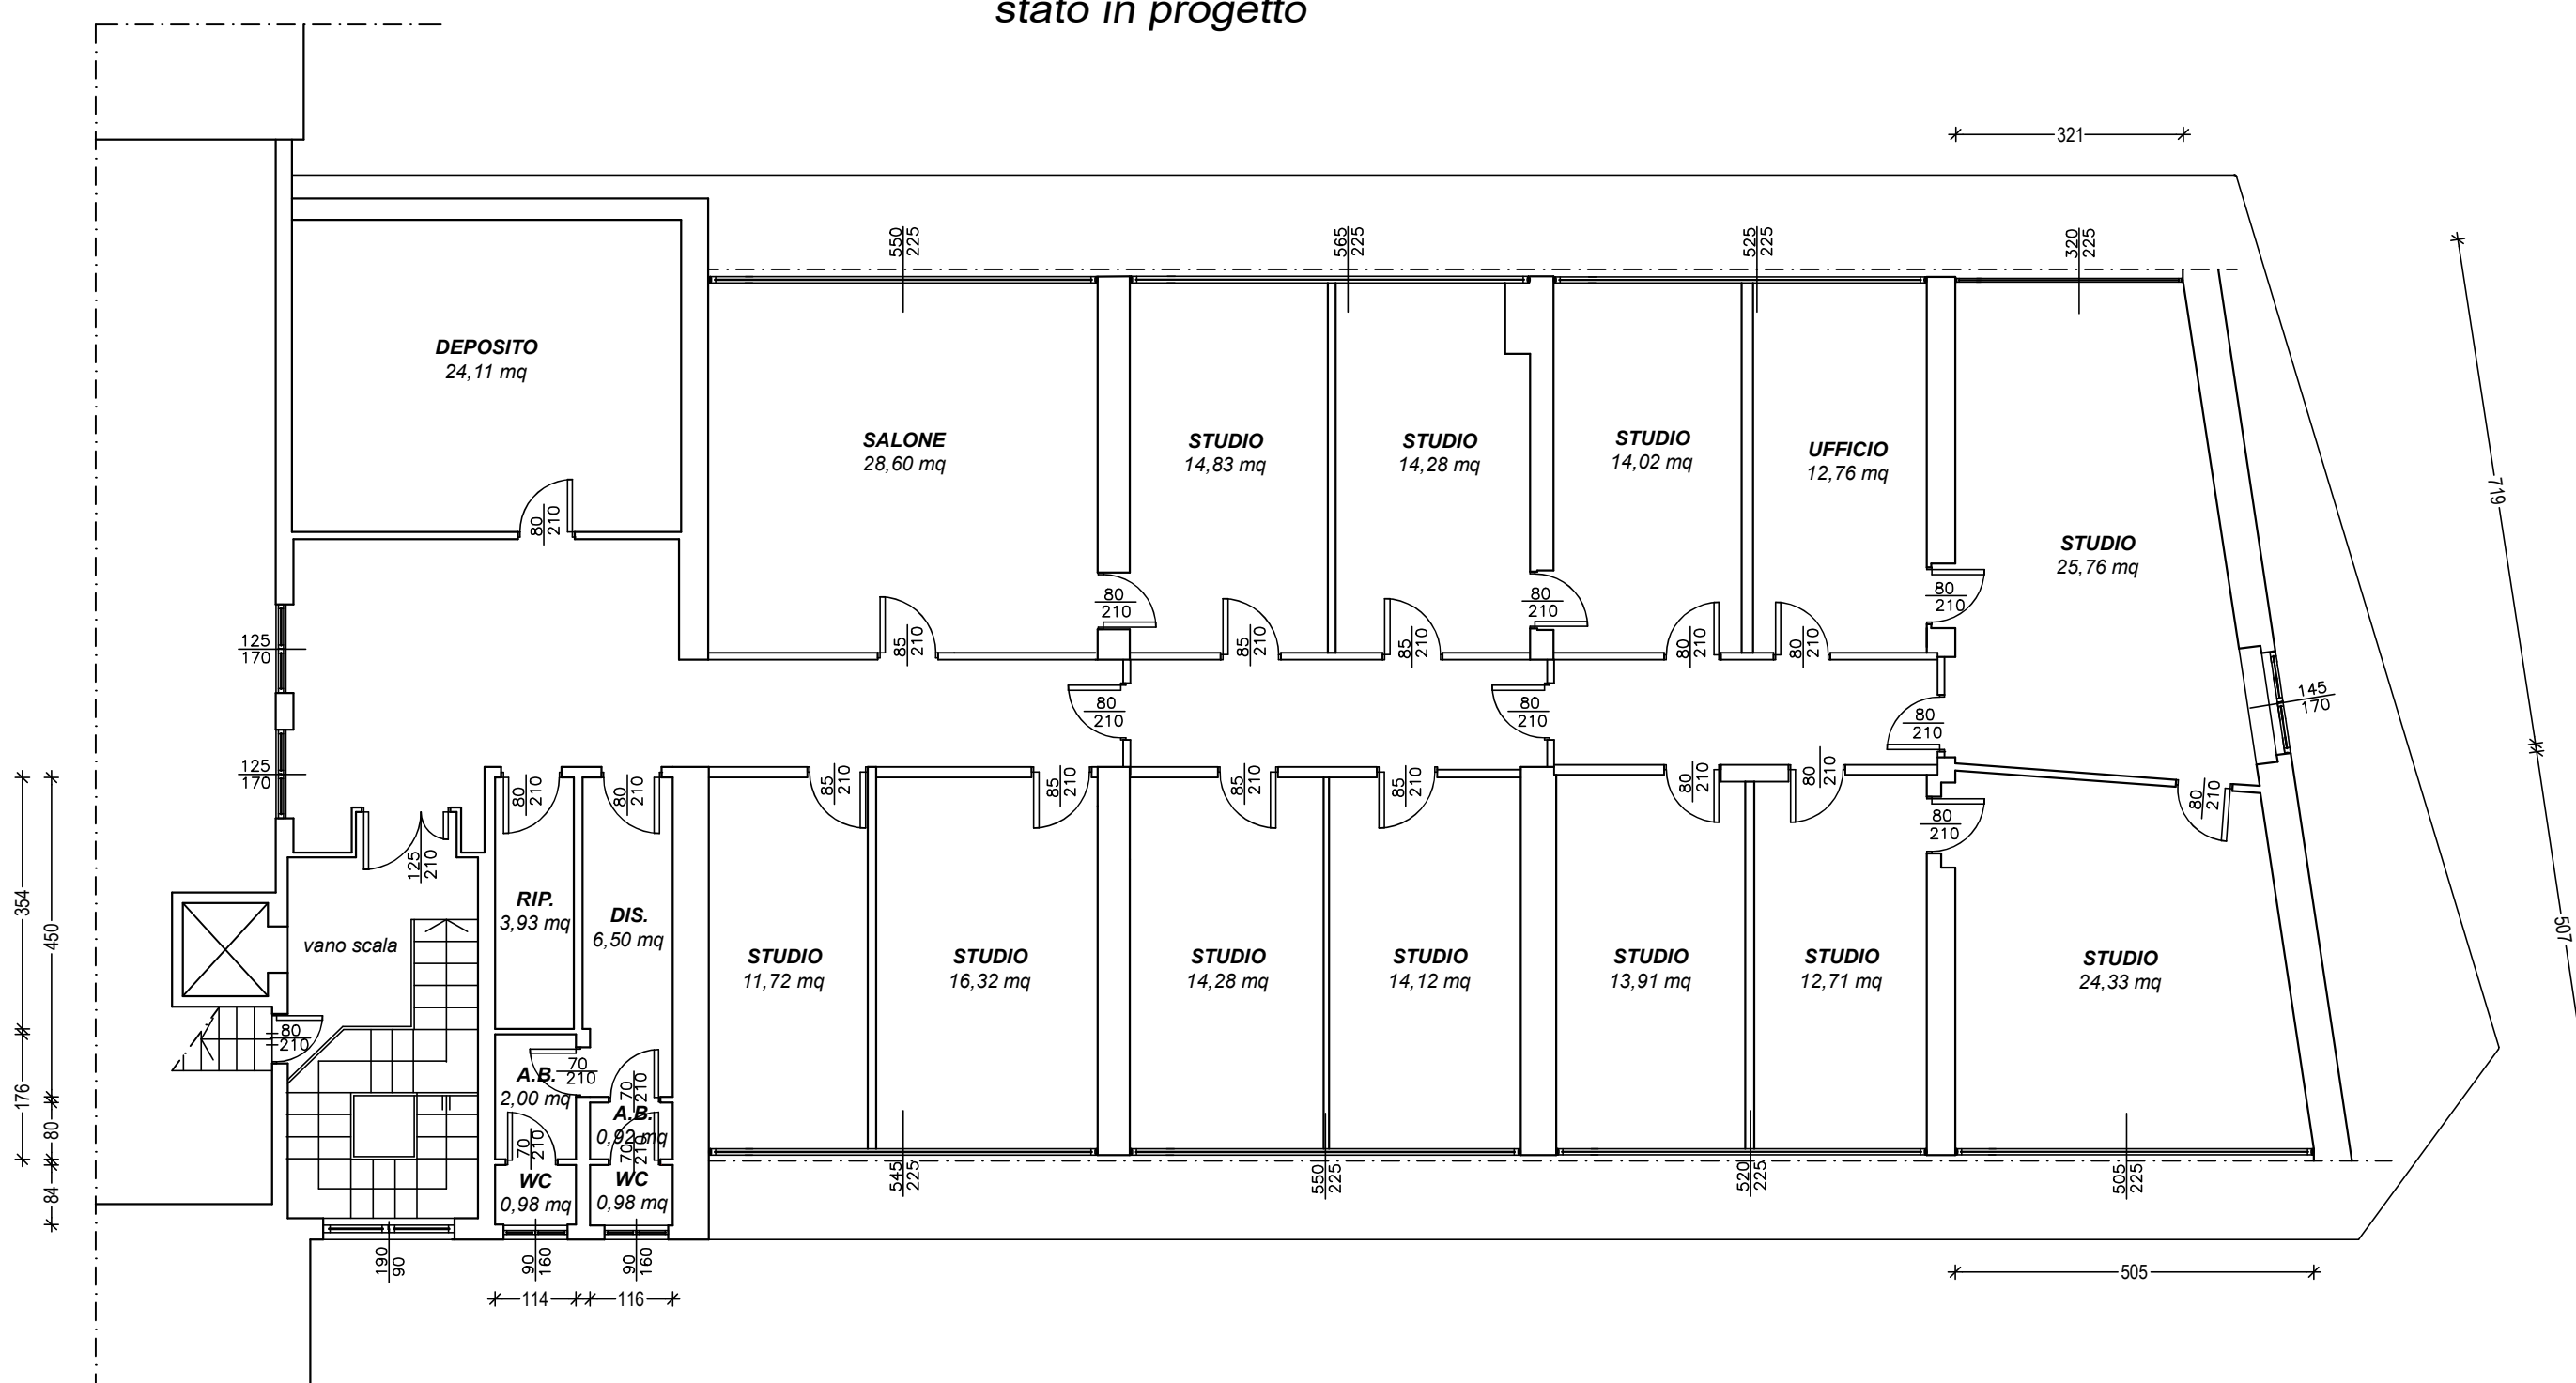 stato in progetto
321
550
225
565
225
525
225
320
225
DEPOSITO
24,11 mq
SALONE
28,60 mq
STUDIO
14,83 mq
STUDIO
14,28 mq
STUDIO
14,02 mq
UFFICIO
12,76 mq
STUDIO
25,76 mq
719
80
210
80
210
80
210
80
210
125
170
85
210
85
210
85
210
80
210
80
210
80
210
80
210
80
210
145
170
125
170
80
210
80
210
85
210
85
210
85
210
85
210
80
210
80
210
80
210
80
210
125
210
354
450
RIP.
3,93 mq
DIS.
6,50 mq
vano scala
STUDIO
11,72 mq
STUDIO
16,32 mq
STUDIO
14,28 mq
STUDIO
14,12 mq
STUDIO
13,91 mq
STUDIO
12,71 mq
STUDIO
24,33 mq
507
80
210
70
210
176
80
84
A.B.
2,00 mq
70
210
A.B.
0,92 mq
70
210
70
210
WC
0,98 mq
WC
0,98 mq
545
225
550
225
520
225
505
225
190
90
90
160
90
160
114
116
505